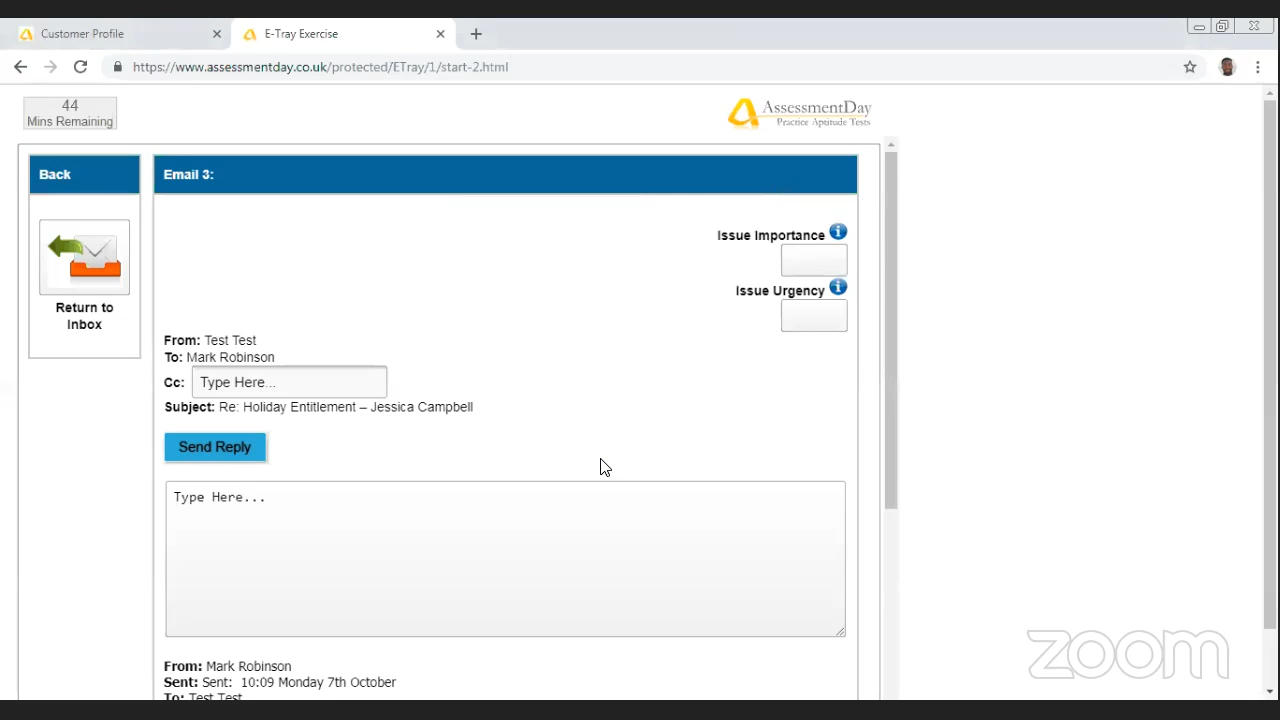 Customer Profile
E-Tray Exercise
https://www.assessmentday.co.uk/protected/ETray/1/start-2.html
44
Mins Remaining
AssessmentDay
Practice Aptitude Tests
Back
Email 3:
Issue Importance
Issue Urgency
Return to
Inbox
From: Test Test
To: Mark Robinson
Cc: Type Here...
Subject: Re: Holiday Entitlement – Jessica Campbell
Send Reply
Type Here...
From: Mark Robinson
Sent: Sent: 10:09 Monday 7th October
To: Test Test
zoom